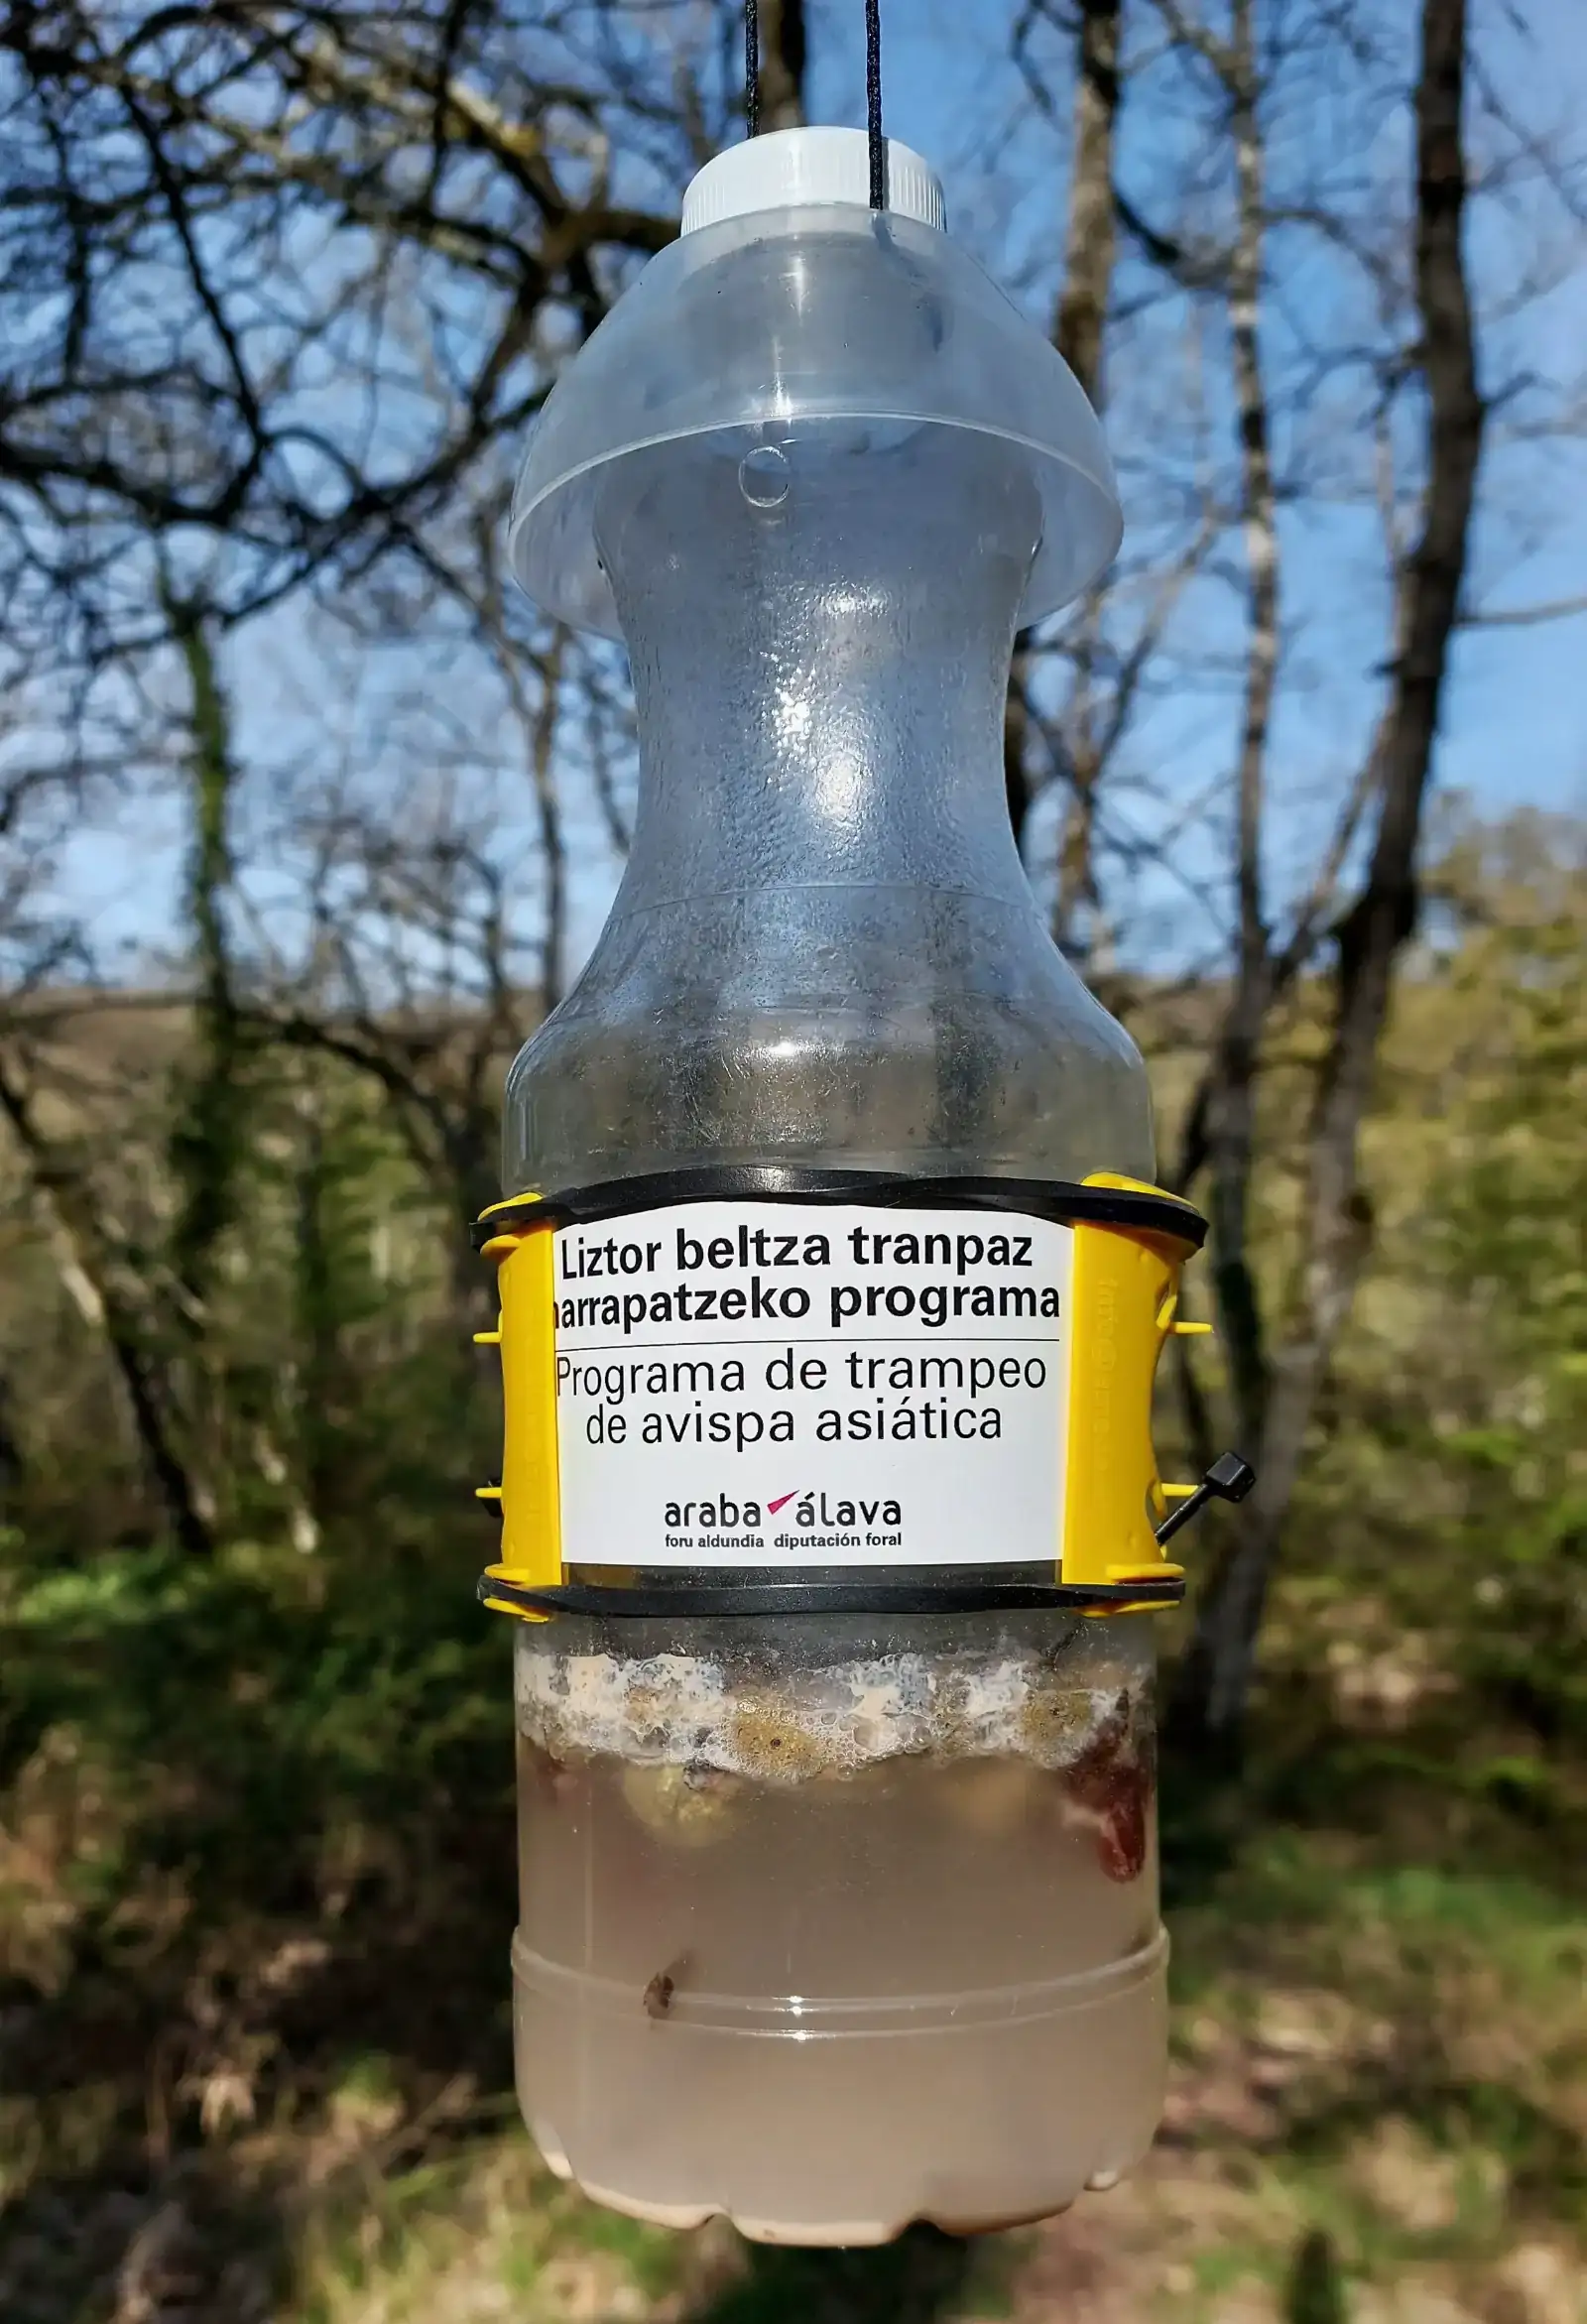 Liztor beltza tranpaz
harrapatzeko programa
Programa de trampeo
de avispa asiática
araba álava
foru aldundia diputación foral